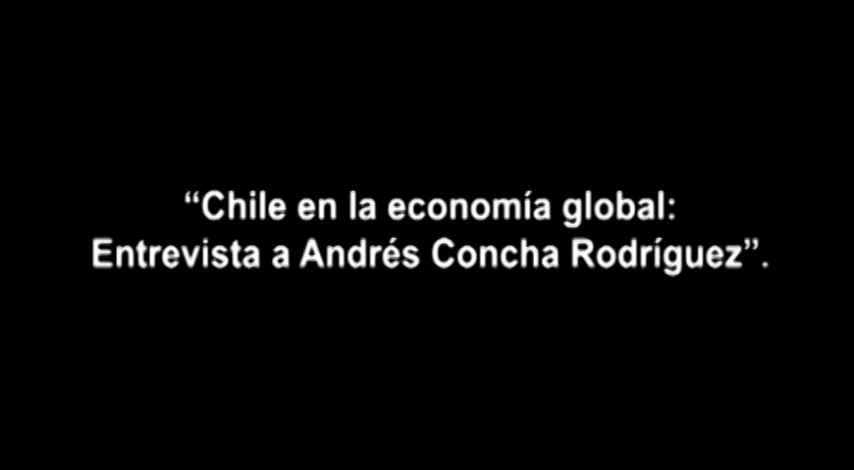 “Chile en la economía global:
Entrevista a Andrés Concha Rodríguez”.